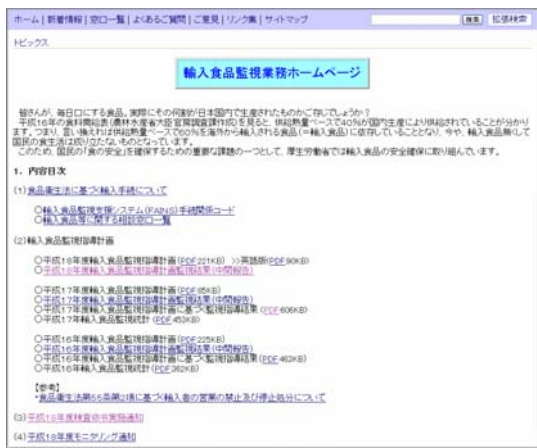 ホーム | 新着情報 | 窓口一覧 | よくあるご質問 | ご意見 | リンク集 | サイトマップ
検索 拡張検索
トピックス
輸入食品監視業務ホームページ
皆さんが、毎日口にする食品。実際にその何割が日本国内で生産されたものかご存じでしょうか?
平成16年の食料需給表(農林水産省大臣官房調査課作成)を見ると、供給熱量ベースで40%が国内生産により供給されていることが分かり
ます。つまり、言い換えれば供給熱量ベースで60%を海外から輸入される食品(=輸入食品)に依存していることとなり、今や、輸入食品無くして
国民の食生活は成り立たないものとなっています。
このため、国民の「食の安全」を確保するための重要な課題の一つとして、厚生労働省では輸入食品の安全確保に取り組んでいます。
1. 内容目次
(1)食品衛生法に基づく輸入手続について
○輸入食品監視支援システム(FAINS)手続関係コード
○輸入食品等に関する相談窓口一覧
(2)輸入食品監視指導計画
○平成18年度輸入食品監視指導計画(PDF:221KB) >>英語版(PDF:90KB)
○平成18年度輸入食品監視指導計画監視結果(中間報告)
○平成17年度輸入食品監視指導計画(PDF:85KB)
○平成17年度輸入食品監視指導計画監視結果(中間報告)
○平成17年度輸入食品監視指導計画に基づく監視指導結果(PDF:606KB)
○平成17年輸入食品監視統計(PDF:453KB)
○平成16年度輸入食品監視指導計画(PDF:225KB)
○平成16年度輸入食品監視指導計画監視結果(中間報告)
○平成16年度輸入食品監視指導計画に基づく監視指導結果(PDF:463KB)
○平成16年輸入食品監視統計(PDF:362KB)
【参考】
・食品衛生法第55条第2項に基づく輸入者の営業の禁止及び停止処分について
(3)平成18年度検査命令実施通知
(4)平成18年度モニタリング通知